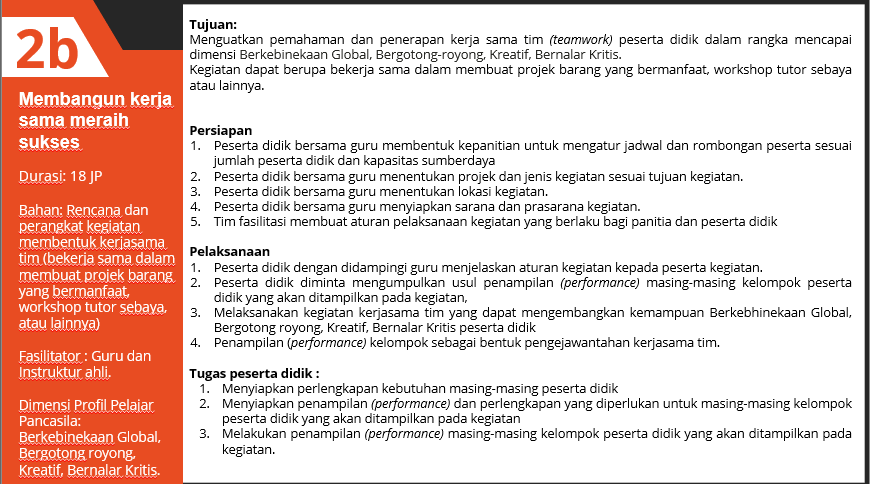 2b
Membangun kerja
sama meraih
sukses
Durasi: 18 JP
Bahan: Rencana dan
perangkat kegiatan
membentuk kerjasama
tim (bekerja sama dalam
membuat projek barang
yang bermanfaat,
workshop tutor sebaya,
atau lainnya)
Fasilitator : Guru dan
Instruktur ahli.
Dimensi Profil Pelajar
Pancasila:
Berkebinekaan Global,
Bergotong royong,
Kreatif, Bernalar Kritis.
Tujuan:
Menguatkan pemahaman dan penerapan kerja sama tim (teamwork) peserta didik dalam rangka mencapai
dimensi Berkebinekaan Global, Bergotong-royong, Kreatif, Bernalar Kritis.
Kegiatan dapat berupa bekerja sama dalam membuat projek barang yang bermanfaat, workshop tutor sebaya
atau lainnya.
Persiapan
1. Peserta didik bersama guru membentuk kepanitian untuk mengatur jadwal dan rombongan peserta sesuai
jumlah peserta didik dan kapasitas sumberdaya
2. Peserta didik bersama guru menentukan projek dan jenis kegiatan sesuai tujuan kegiatan.
3. Peserta didik bersama guru menentukan lokasi kegiatan.
4. Peserta didik bersama guru menyiapkan sarana dan prasarana kegiatan.
5. Tim fasilitasi membuat aturan pelaksanaan kegiatan yang berlaku bagi panitia dan peserta didik
Pelaksanaan
1. Peserta didik dengan didampingi guru menjelaskan aturan kegiatan kepada peserta kegiatan.
2. Peserta didik diminta mengumpulkan usul penampilan (performance) masing-masing kelompok peserta
didik yang akan ditampilkan pada kegiatan,
3. Melaksanakan kegiatan kerjasama tim yang dapat mengembangkan kemampuan Berkebhinekaan Global,
Bergotong royong, Kreatif, Bernalar Kritis peserta didik
4. Penampilan (performance) kelompok sebagai bentuk pengejawantahan kerjasama tim.
Tugas peserta didik :
1. Menyiapkan perlengkapan kebutuhan masing-masing peserta didik
2. Menyiapkan penampilan (performance) dan perlengkapan yang diperlukan untuk masing-masing kelompok
peserta didik yang akan ditampilkan pada kegiatan
3. Melakukan penampilan (performance) masing-masing kelompok peserta didik yang akan ditampilkan pada
kegiatan.